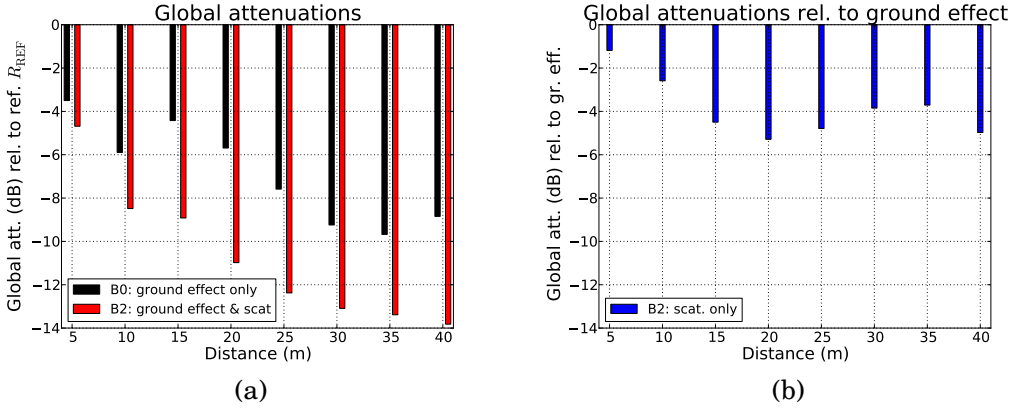 Global attenuations
Global att. (dB) rel. to ref. R_REF
0
−2
−4
−6
−8
−10
−12
−14
B0: ground effect only
B2: ground effect & scat
5 10 15 20 25 30 35 40
Distance (m)
(a)
Global attenuations rel. to ground effect
Global att. (dB) rel. to gr. eff.
0
−2
−4
−6
−8
−10
−12
−14
B2: scat. only
5 10 15 20 25 30 35 40
Distance (m)
(b)